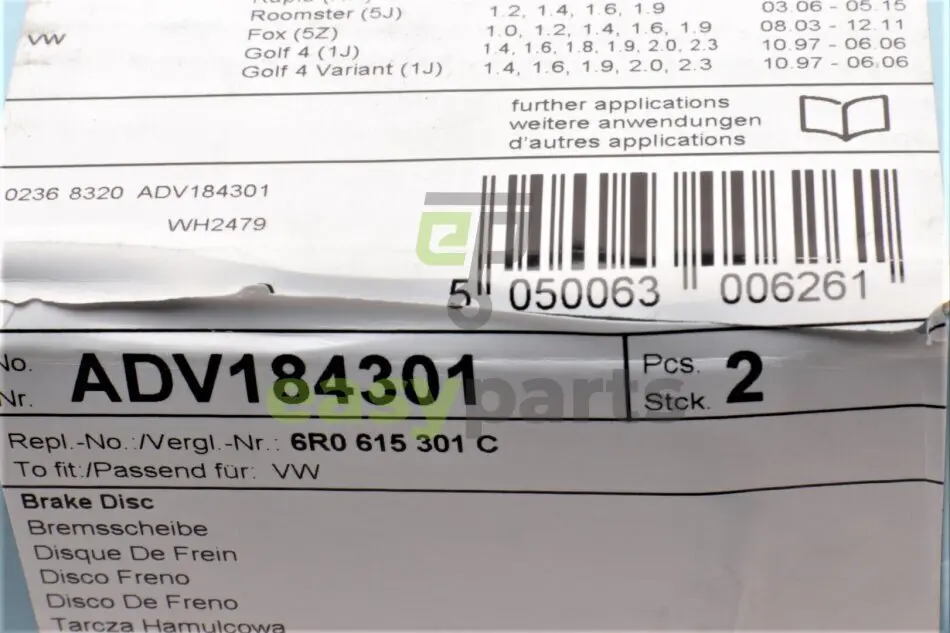 Roomster (5J) 1.2, 1.4, 1.6, 1.9 03.06 - 05.15
VW Fox (5Z) 1.0, 1.2, 1.4, 1.6, 1.9 08.03 - 12.11
Golf 4 (1J) 1.4, 1.6, 1.8, 1.9, 2.0, 2.3 10.97 - 06.06
Golf 4 Variant (1J) 1.4, 1.6, 1.9, 2.0, 2.3 10.97 - 06.06
further applications
weitere anwendungen
d'autres applications
0236 8320 ADV184301
WH2479
5 050063 006261
No. ADV184301 Pcs. 2
Nr. Stck.
easyparts
Repl.-No.:/Vergl.-Nr.: 6R0 615 301 C
To fit:/Passend für: VW
Brake Disc
Bremsscheibe
Disque De Frein
Disco Freno
Disco De Freno
Tarcza Hamulcowa